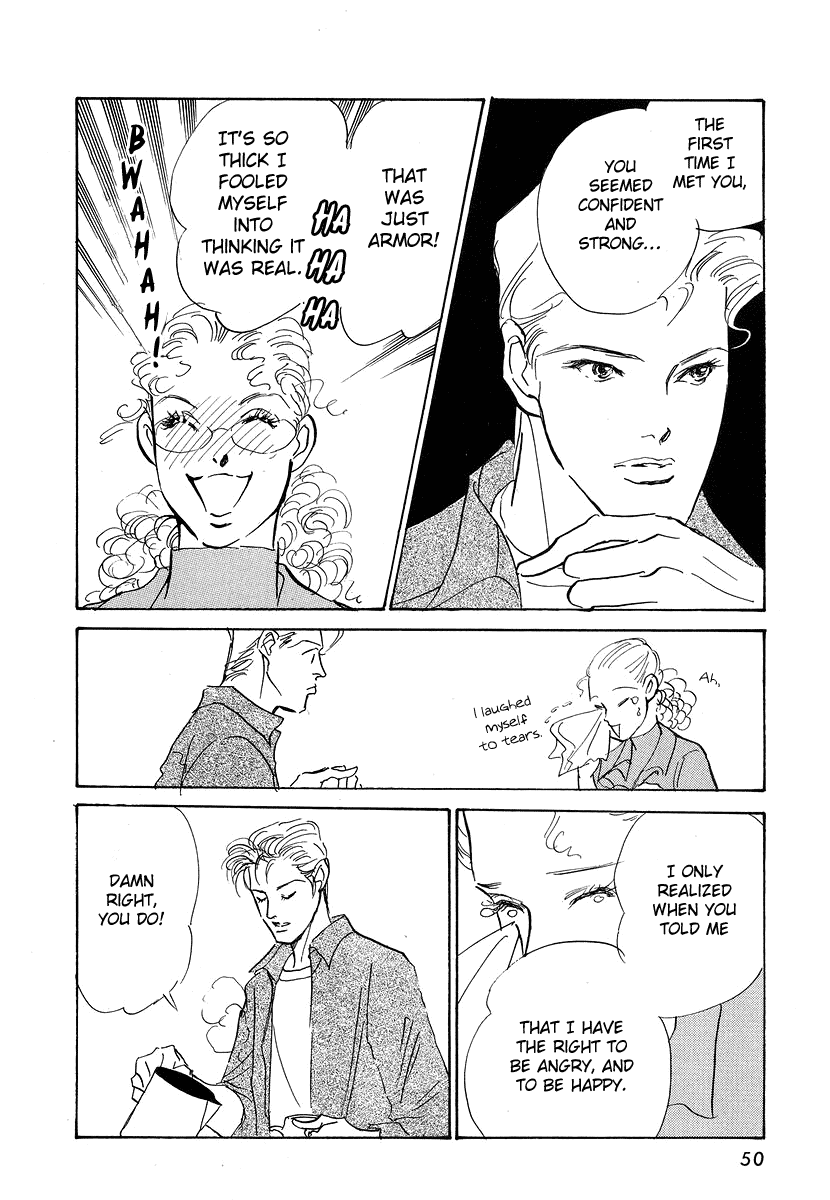 THE
FIRST
TIME I
MET YOU,
YOU
SEEMED
CONFIDENT
AND
STRONG...
THAT
WAS
JUST
ARMOR!
HA
HA
HA
IT'S SO
THICK I
FOOLED
MYSELF
INTO
THINKING IT
WAS REAL.
BWAHAH!
Ah,
I laughed
myself
to tears.
I ONLY
REALIZED
WHEN YOU
TOLD ME
THAT I HAVE
THE RIGHT TO
BE ANGRY, AND
TO BE HAPPY.
DAMN
RIGHT,
YOU DO!
50